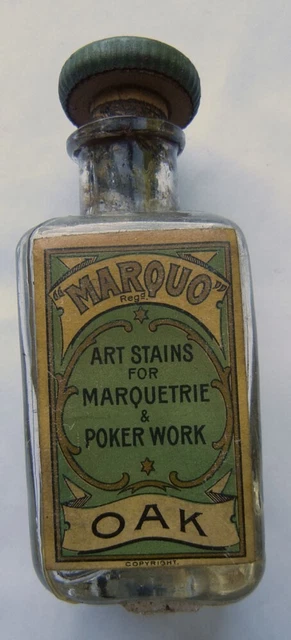 "MARQUO"
Regd
ART STAINS
FOR
MARQUETRIE
&
POKER WORK
OAK
COPYRIGHT.